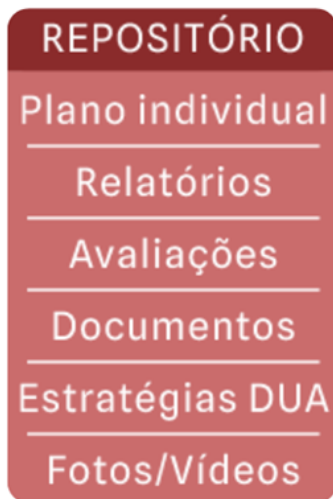 REPOSITÓRIO
Plano individual
Relatórios
Avaliações
Documentos
Estratégias DUA
Fotos/Vídeos